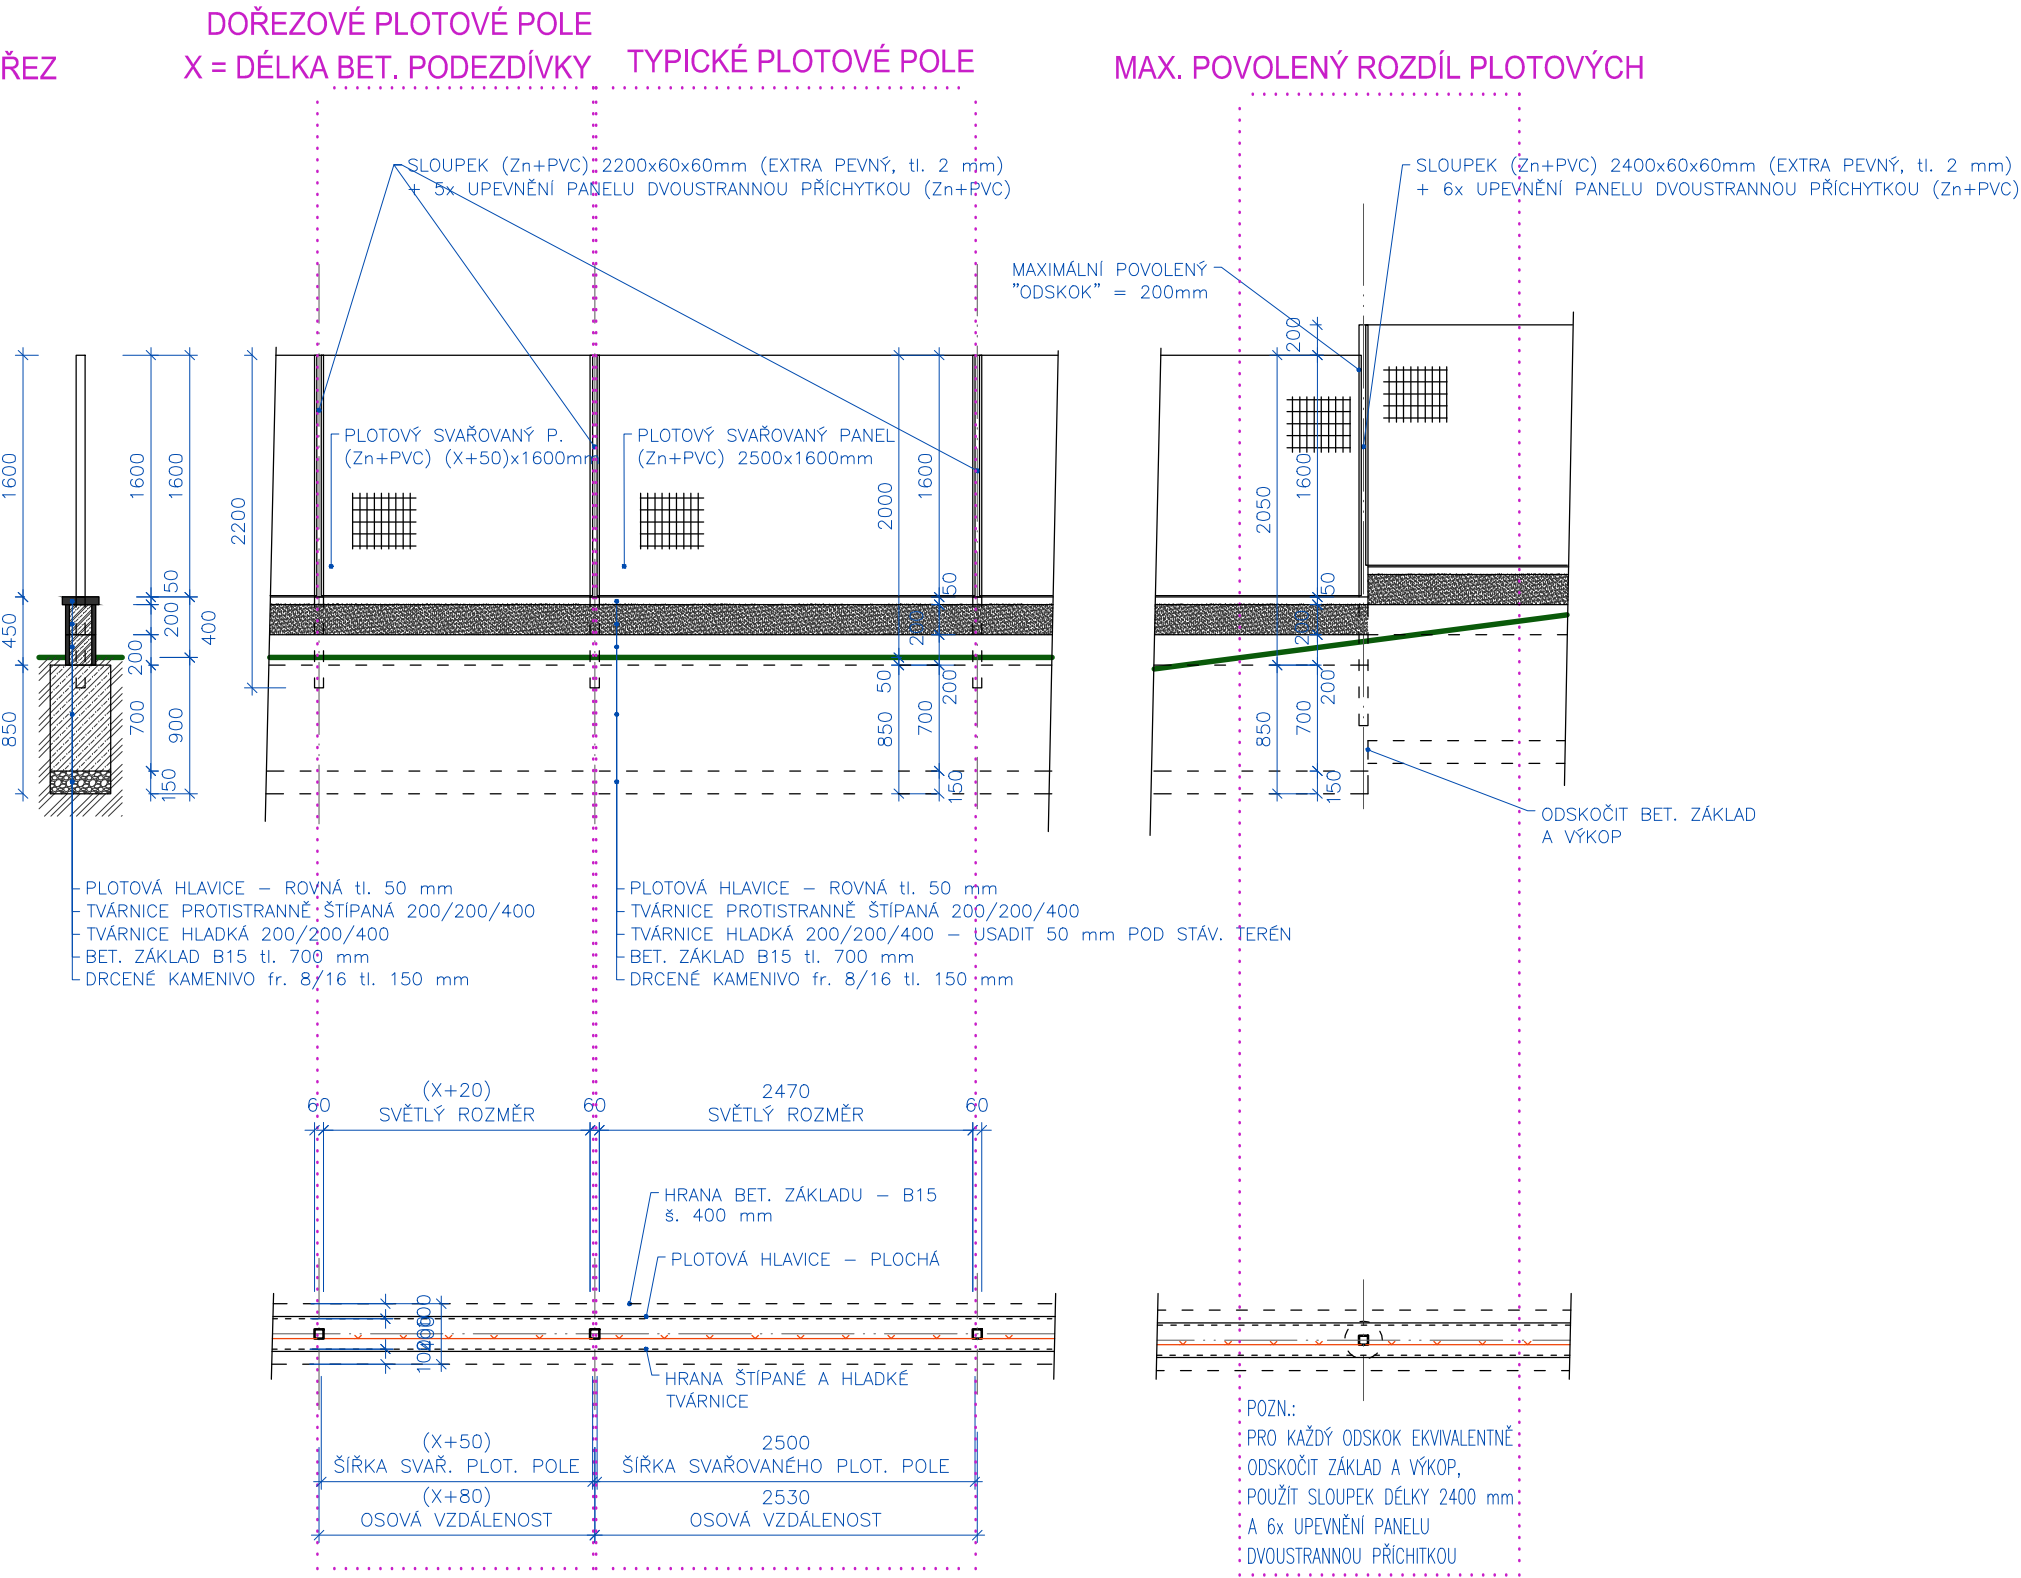 ŘEZ
DOŘEZOVÉ PLOTOVÉ POLE
X = DÉLKA BET. PODEZDÍVKY
TYPICKÉ PLOTOVÉ POLE
MAX. POVOLENÝ ROZDÍL PLOTOVÝCH
SLOUPEK (Zn+PVC) 2200x60x60mm (EXTRA PEVNÝ, tl. 2 mm)
+ 5x UPEVNĚNÍ PANELU DVOUSTRANNOU PŘÍCHYTKOU (Zn+PVC)
SLOUPEK (Zn+PVC) 2400x60x60mm (EXTRA PEVNÝ, tl. 2 mm)
+ 6x UPEVNĚNÍ PANELU DVOUSTRANNOU PŘÍCHYTKOU (Zn+PVC)
MAXIMÁLNÍ POVOLENÝ
"ODSKOK" = 200mm
PLOTOVÝ SVAŘOVANÝ P.
(Zn+PVC) (X+50)x1600mm
PLOTOVÝ SVAŘOVANÝ PANEL
(Zn+PVC) 2500x1600mm
1600
450
850
1600
200
200
700
1600
50
400
900
150
2200
2000
850
1600
50
200
50
200
700
150
2050
850
200
1600
50
200
200
700
150
ODSKOČIT BET. ZÁKLAD
A VÝKOP
PLOTOVÁ HLAVICE – ROVNÁ tl. 50 mm
TVÁRNICE PROTISTRANNĚ ŠTÍPANÁ 200/200/400
TVÁRNICE HLADKÁ 200/200/400
BET. ZÁKLAD B15 tl. 700 mm
DRCENÉ KAMENIVO fr. 8/16 tl. 150 mm
PLOTOVÁ HLAVICE – ROVNÁ tl. 50 mm
TVÁRNICE PROTISTRANNĚ ŠTÍPANÁ 200/200/400
TVÁRNICE HLADKÁ 200/200/400 – USADIT 50 mm POD STÁV. TERÉN
BET. ZÁKLAD B15 tl. 700 mm
DRCENÉ KAMENIVO fr. 8/16 tl. 150 mm
60
(X+20)
SVĚTLÝ ROZMĚR
60
2470
SVĚTLÝ ROZMĚR
60
HRANA BET. ZÁKLADU – B15
š. 400 mm
PLOTOVÁ HLAVICE – PLOCHÁ
HRANA ŠTÍPANÉ A HLADKÉ
TVÁRNICE
(X+50)
ŠÍŘKA SVAŘ. PLOT. POLE
2500
ŠÍŘKA SVAŘOVANÉHO PLOT. POLE
(X+80)
OSOVÁ VZDÁLENOST
2530
OSOVÁ VZDÁLENOST
POZN.:
PRO KAŽDÝ ODSKOK EKVIVALENTNĚ
ODSKOČIT ZÁKLAD A VÝKOP,
POUŽÍT SLOUPEK DÉLKY 2400 mm
A 6x UPEVNĚNÍ PANELU
DVOUSTRANNOU PŘÍCHITKOU